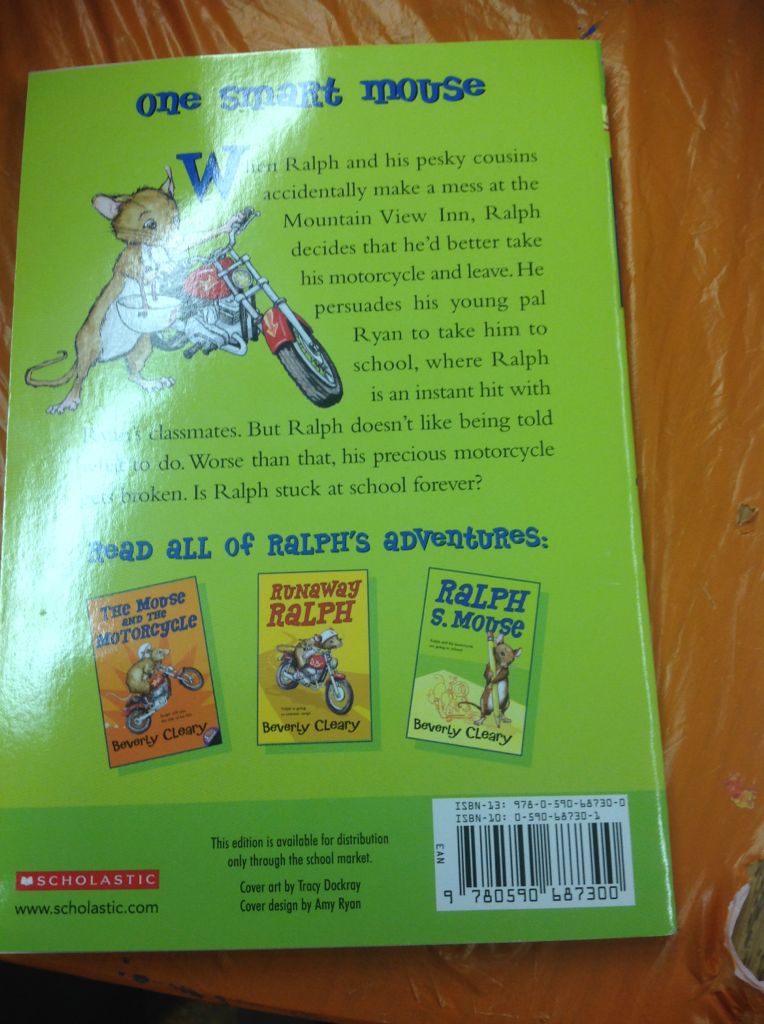 one smart mouse
When Ralph and his pesky cousins
accidentally make a mess at the
Mountain View Inn, Ralph
decides that he'd better take
his motorcycle and leave. He
persuades his young pal
Ryan to take him to
school, where Ralph
is an instant hit with
Ryan's classmates. But Ralph doesn't like being told
what to do. Worse than that, his precious motorcycle
gets broken. Is Ralph stuck at school forever?
Read all of Ralph's adventures:
The Mouse
and the
Motorcycle
Beverly Cleary
Runaway
Ralph
Beverly Cleary
Ralph
S. Mouse
Beverly Cleary
This edition is available for distribution
only through the school market.
Cover art by Tracy Dockray
Cover design by Amy Ryan
SCHOLASTIC
www.scholastic.com
ISBN-13: 978-0-590-68730-0
ISBN-10: 0-590-68730-1
EAN
9 780590 687300